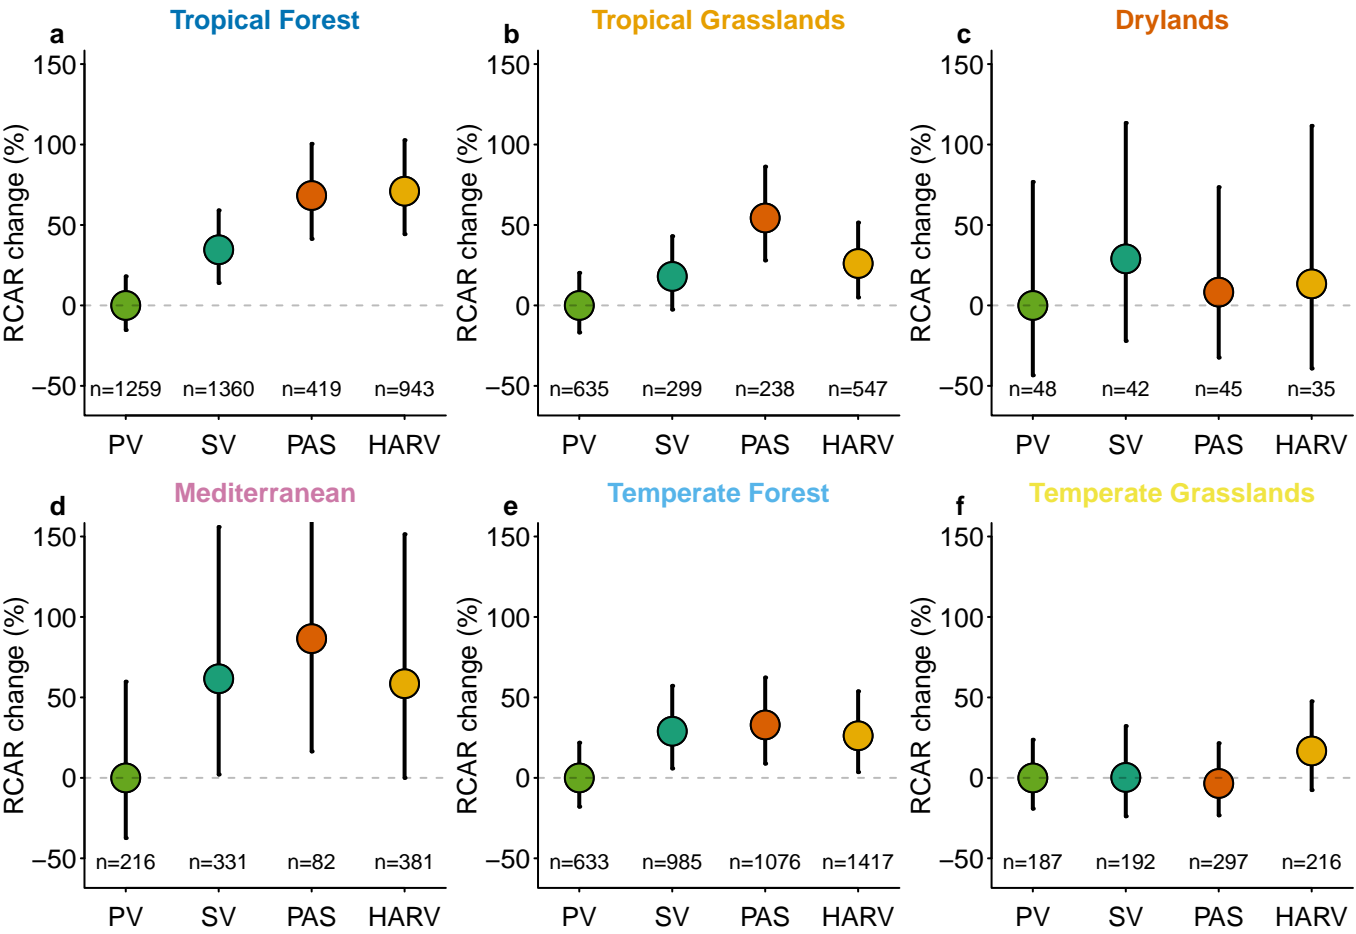 a
Tropical Forest
RCAR change (%)
150
100
50
0
−50
n=1259 n=1360 n=419 n=943
PV SV PAS HARV
b
Tropical Grasslands
RCAR change (%)
150
100
50
0
−50
n=635 n=299 n=238 n=547
PV SV PAS HARV
c
Drylands
RCAR change (%)
150
100
50
0
−50
n=48 n=42 n=45 n=35
PV SV PAS HARV
d
Mediterranean
RCAR change (%)
150
100
50
0
−50
n=216 n=331 n=82 n=381
PV SV PAS HARV
e
Temperate Forest
RCAR change (%)
150
100
50
0
−50
n=633 n=985 n=1076 n=1417
PV SV PAS HARV
f
Temperate Grasslands
RCAR change (%)
150
100
50
0
−50
n=187 n=192 n=297 n=216
PV SV PAS HARV